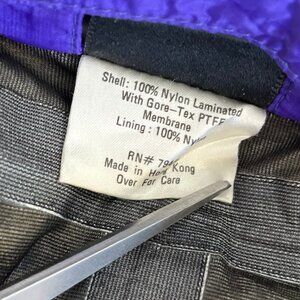 Shell: 100% Nylon Laminated
With Gore-Tex PTFE
Membrane
Lining: 100%
RN#
Made in Hong Kong
Over For Care